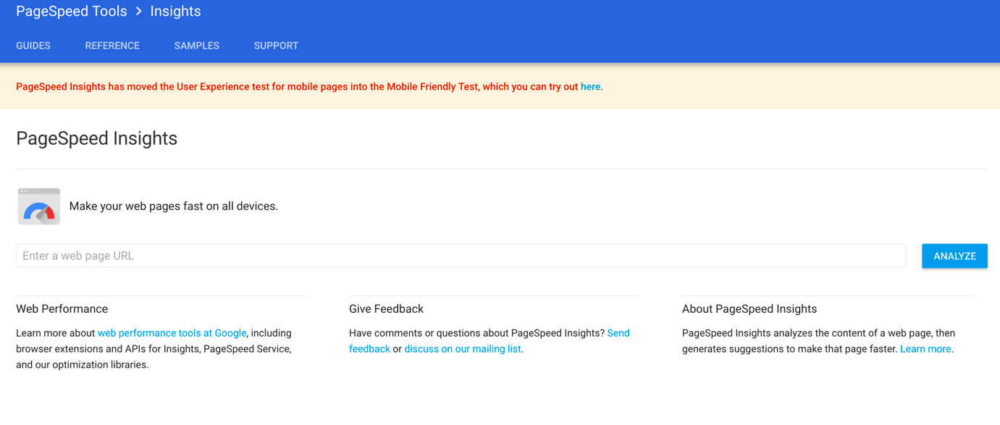 PageSpeed Tools > Insights
GUIDES REFERENCE SAMPLES SUPPORT
PageSpeed Insights has moved the User Experience test for mobile pages into the Mobile Friendly Test, which you can try out here.
PageSpeed Insights
Make your web pages fast on all devices.
Enter a web page URL
ANALYZE
Web Performance
Learn more about web performance tools at Google, including
browser extensions and APIs for Insights, PageSpeed Service,
and our optimization libraries.
Give Feedback
Have comments or questions about PageSpeed Insights? Send
feedback or discuss on our mailing list.
About PageSpeed Insights
PageSpeed Insights analyzes the content of a web page, then
generates suggestions to make that page faster. Learn more.